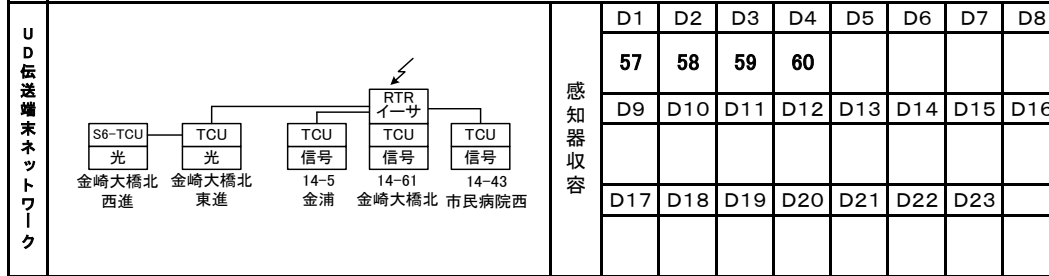 UD伝送端末ネットワーク
RTR
イーサ
S6-TCU
TCU
TCU
TCU
TCU
光
光
信号
信号
信号
金崎大橋北
西進
金崎大橋北
東進
14-5
金浦
14-61
金崎大橋北
14-43
市民病院西
感知器収容
D1 D2 D3 D4 D5 D6 D7 D8
57 58 59 60
D9 D10 D11 D12 D13 D14 D15 D16
D17 D18 D19 D20 D21 D22 D23